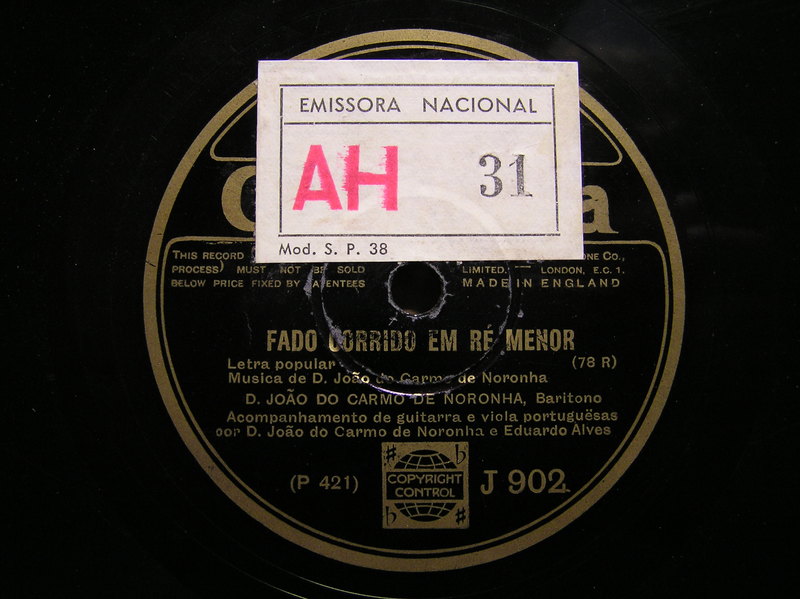 EMISSORA NACIONAL
AH 31
Mod. S. P. 38
THIS RECORD
PROCESS) MUST NOT BE SOLD
BELOW PRICE FIXED BY PATENTEES
CO.,
LIMITED. LONDON, E.C. 1.
MADE IN ENGLAND
FADO CORRIDO EM RÉ MENOR
Letra popular (78 R)
Musica de D. João do Carmo de Noronha
D. JOÃO DO CARMO DE NORONHA, Baritono
Acompanhamento de guitarra e viola portuguësas
por D. João do Carmo de Noronha e Eduardo Alves
(P 421) COPYRIGHT CONTROL J 902